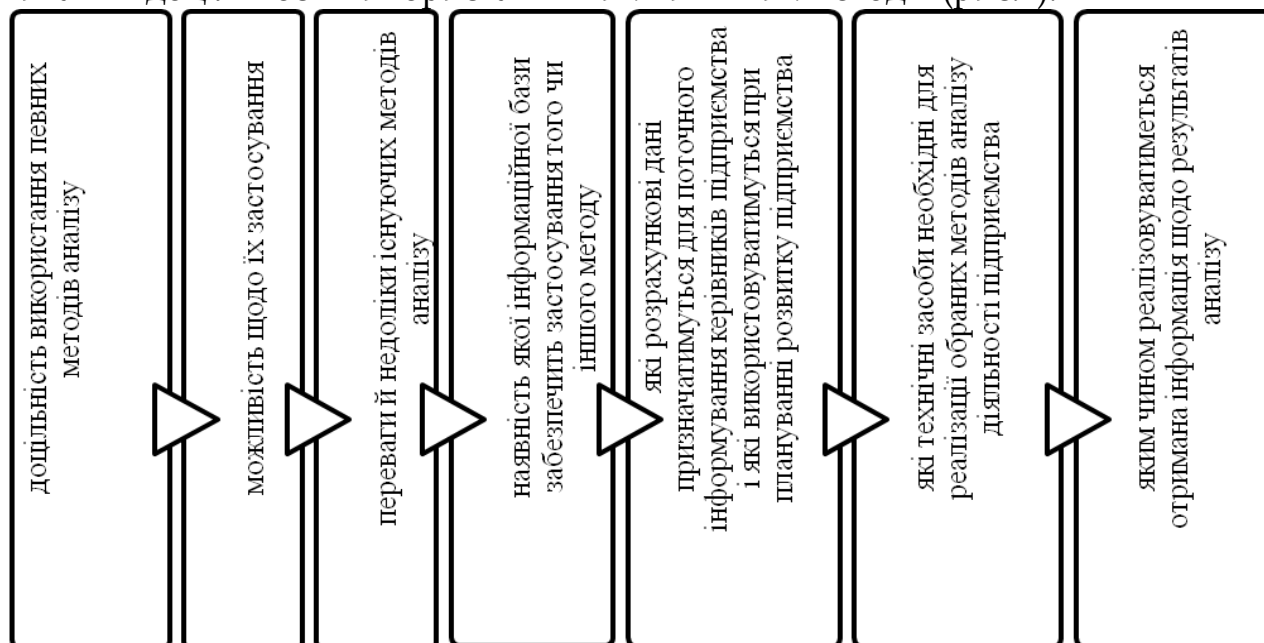 доцільність використання певних
методів аналізу
можливість щодо їх застосування
переваги й недоліки існуючих методів
аналізу
наявність якої інформаційної бази
забезпечить застосування того чи
іншого методу
які розрахункові дані
призначатимуться для поточного
інформування керівників підприємства
і які використовуватимуться при
плануванні розвитку підприємства
які технічні засоби необхідні для
реалізації обраних методів аналізу
діяльності підприємства
яким чином реалізовуватиметься
отримана інформація щодо результатів
аналізу